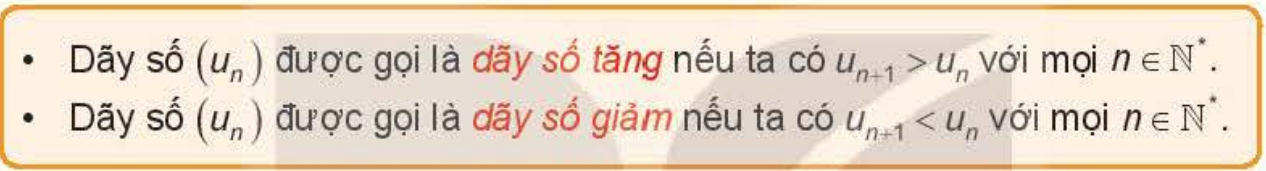 • Dãy số (uₙ) được gọi là dãy số tăng nếu ta có uₙ₊₁ > uₙ với mọi n ∈ ℕ*.
• Dãy số (uₙ) được gọi là dãy số giảm nếu ta có uₙ₊₁ < uₙ với mọi n ∈ ℕ*.